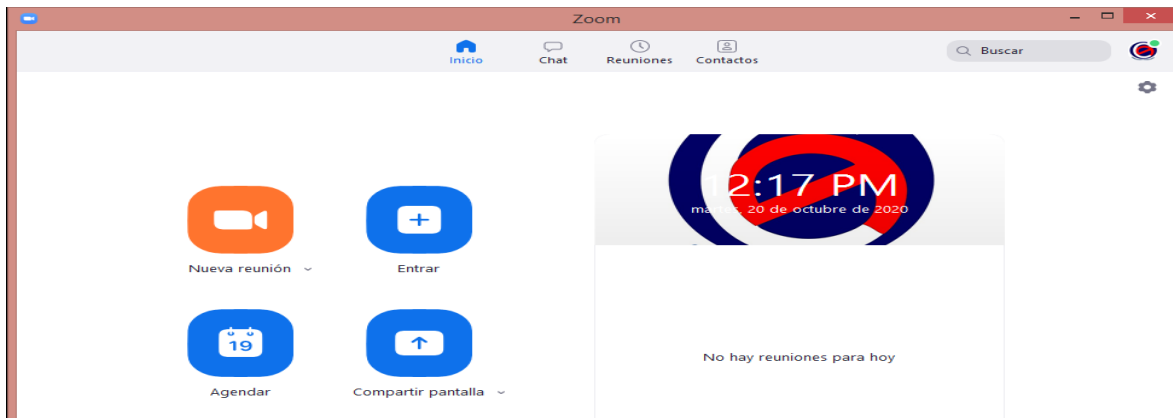 Zoom
Inicio
Chat
Reuniones
Contactos
Buscar
12:17 PM
martes, 20 de octubre de 2020
Nueva reunión
Entrar
19
Agendar
Compartir pantalla
No hay reuniones para hoy